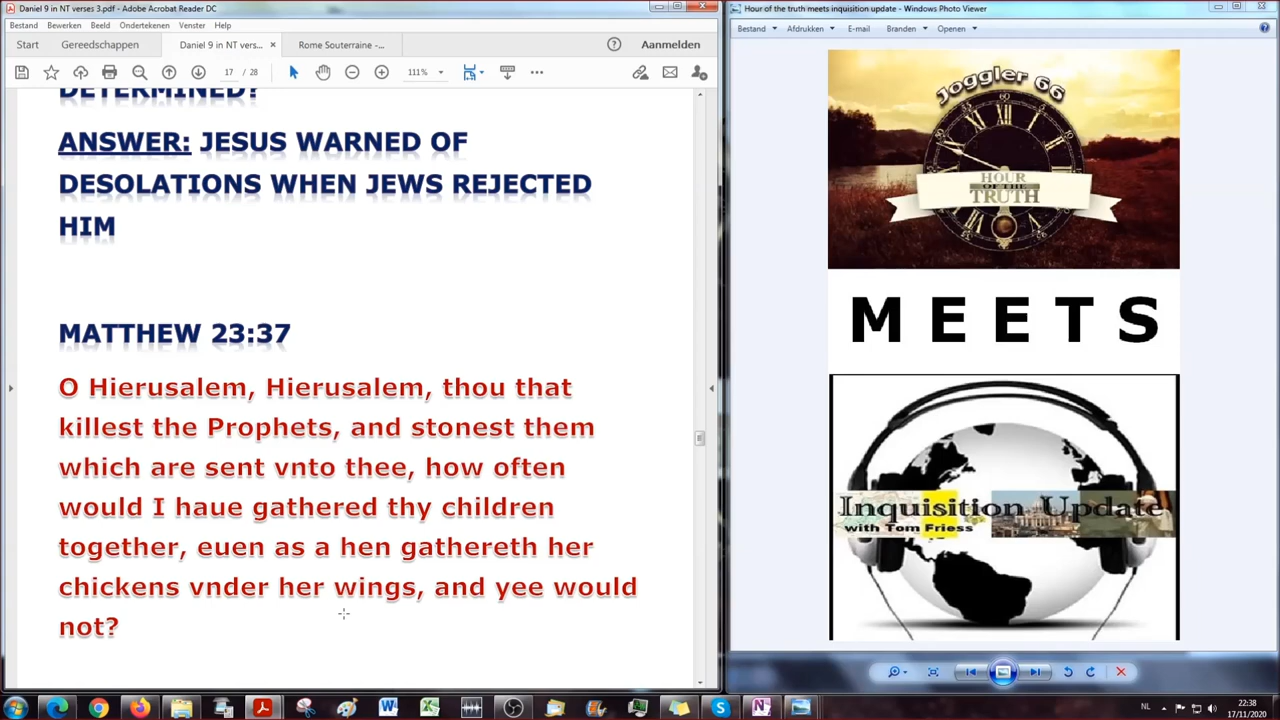 Daniel 9 in NT verses 3.pdf - Adobe Acrobat Reader DC
Bestand Bewerken Beeld Ondertekenen Venster Help
Start Gereedschappen Daniel 9 in NT vers... × Rome Souterraine -... Aanmelden
17 / 28 111%
DETERMINED?
ANSWER: JESUS WARNED OF
DESOLATIONS WHEN JEWS REJECTED
HIM
MATTHEW 23:37
O Hierusalem, Hierusalem, thou that
killest the Prophets, and stonest them
which are sent vnto thee, how often
would I haue gathered thy children
together, euen as a hen gathereth her
chickens vnder her wings, and yee would
not?
Hour of the truth meets inquisition update - Windows Photo Viewer
Bestand Afdrukken E-mail Branden Openen
Joggler 66
HOUR
OF THE
TRUTH
MEETS
Inquisition Update
with Tom Friess
NL 22:38
17/11/2020